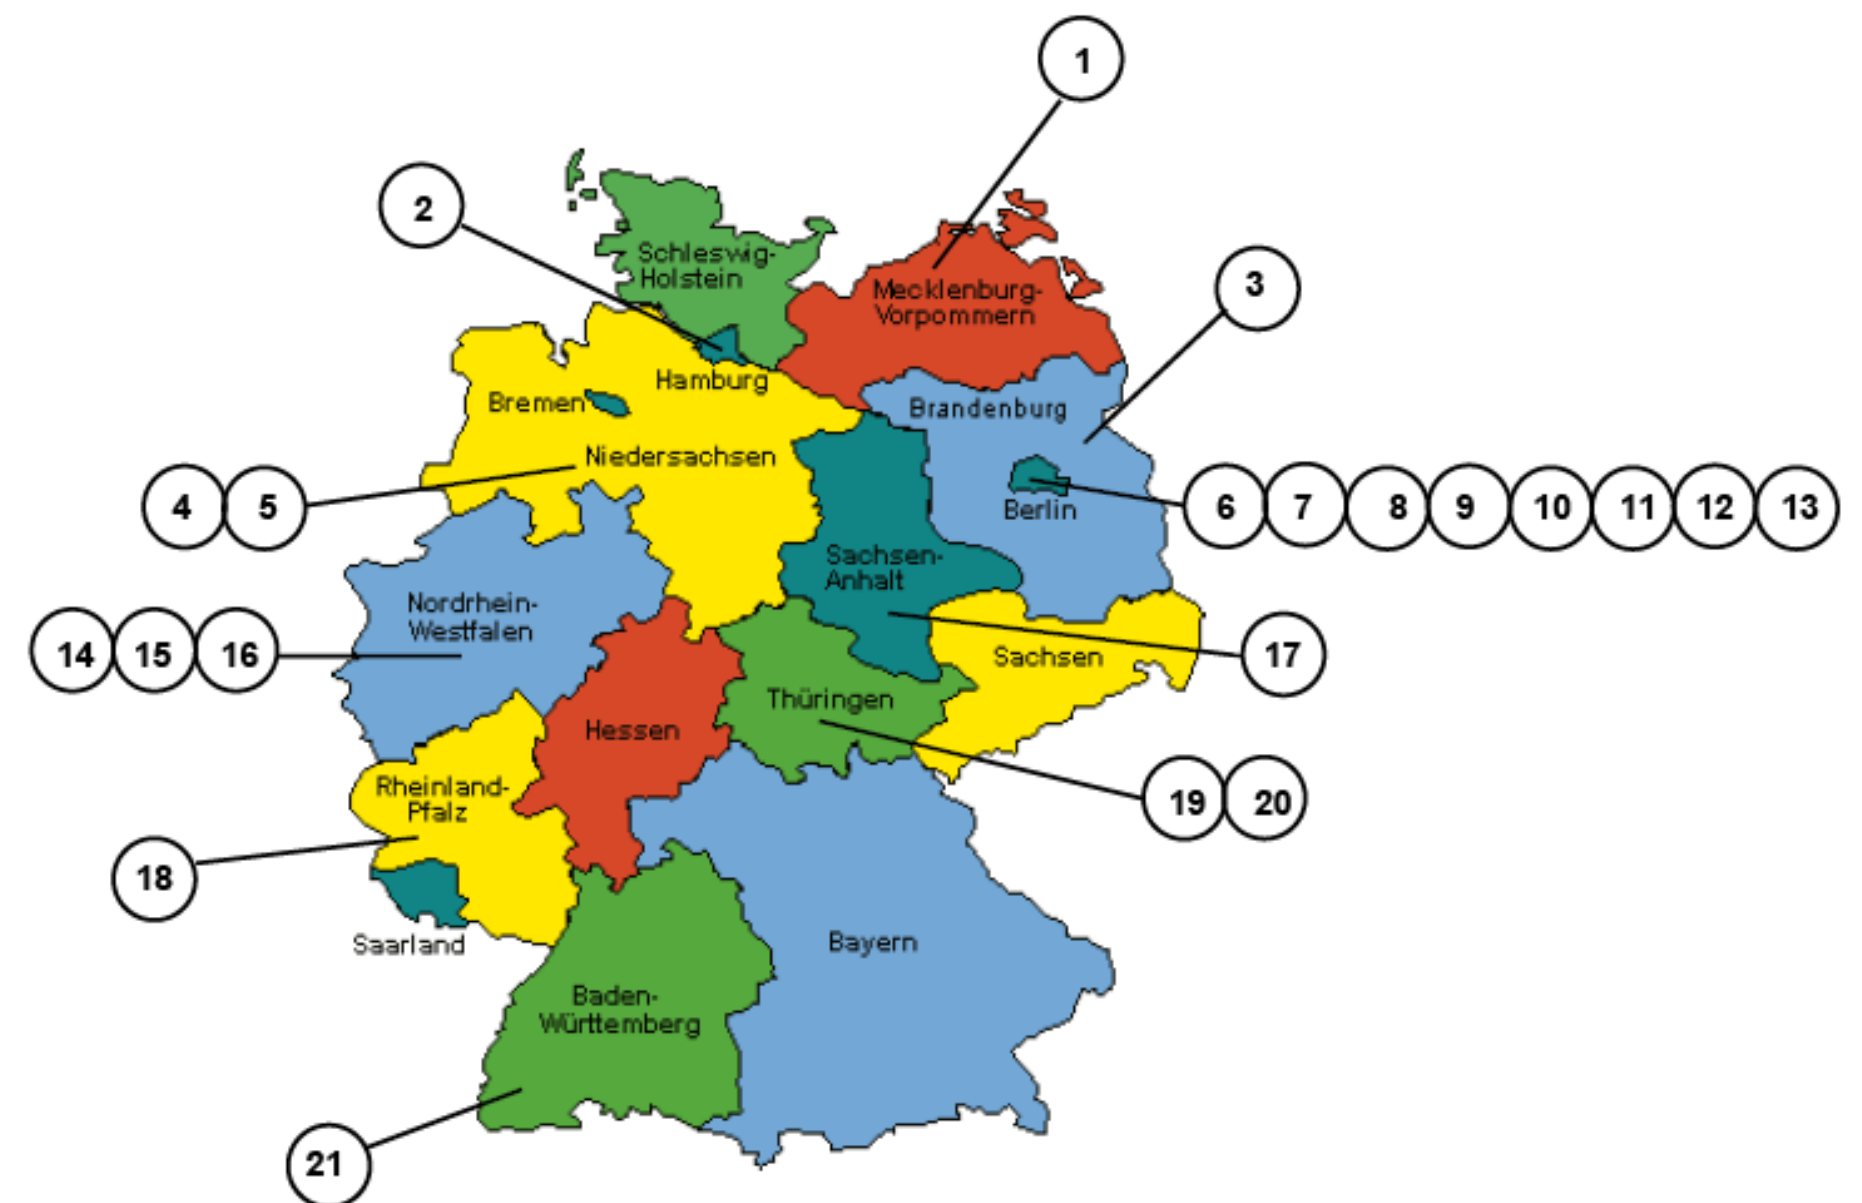 1
2
Schleswig-
Holstein
3
Mecklenburg-
Vorpommern
Hamburg
Bremen
Brandenburg
Niedersachsen
4 5
6 7 8 9 10 11 12 13
Berlin
Sachsen-
Anhalt
Nordrhein-
Westfalen
14 15 16
Sachsen
17
Thüringen
Hessen
Rheinland-
Pfalz
19 20
18
Saarland
Bayern
Baden-
Württemberg
21